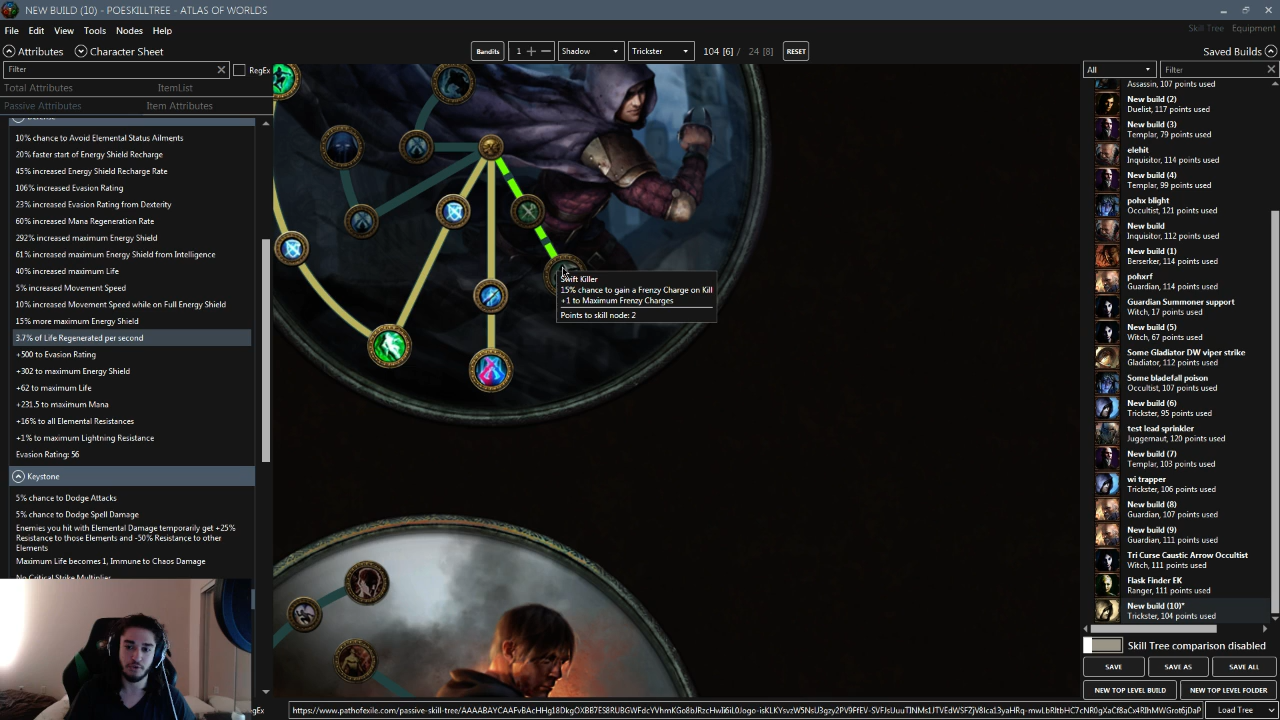 NEW BUILD (10) - POESKILLTREE - ATLAS OF WORLDS
File Edit View Tools Nodes Help
Skill Tree Equipment
Attributes Character Sheet
Bandits 1 Shadow Trickster 104 [6] / 24 [8] RESET
Saved Builds
Filter RegEx
All Filter
Total Attributes ItemList
Passive Attributes Item Attributes
Defense
10% chance to Avoid Elemental Status Ailments
20% faster start of Energy Shield Recharge
45% increased Energy Shield Recharge Rate
106% increased Evasion Rating
23% increased Evasion Rating from Dexterity
60% increased Mana Regeneration Rate
292% increased maximum Energy Shield
61% increased maximum Energy Shield from Intelligence
40% increased maximum Life
5% increased Movement Speed
10% increased Movement Speed while on Full Energy Shield
15% more maximum Energy Shield
3.7% of Life Regenerated per second
+500 to Evasion Rating
+302 to maximum Energy Shield
+62 to maximum Life
+231.5 to maximum Mana
+16% to all Elemental Resistances
+1% to maximum Lightning Resistance
Evasion Rating: 56
Keystone
5% chance to Dodge Attacks
5% chance to Dodge Spell Damage
Enemies you hit with Elemental Damage temporarily get +25%
Resistance to those Elements and -50% Resistance to other
Elements
Maximum Life becomes 1, Immune to Chaos Damage
No Critical Strike Multiplier
Swift Killer
15% chance to gain a Frenzy Charge on Kill
+1 to Maximum Frenzy Charges
Points to skill node: 2
Assassin, 107 points used
New build (2)
Duelist, 117 points used
New build (3)
Templar, 79 points used
elehit
Inquisitor, 114 points used
New build (4)
Templar, 99 points used
pohx blight
Occultist, 121 points used
New build
Inquisitor, 112 points used
New build (1)
Berserker, 114 points used
pohxrf
Guardian, 114 points used
Guardian Summoner support
Witch, 17 points used
New build (5)
Witch, 67 points used
Some Gladiator DW viper strike
Gladiator, 112 points used
Some bladefall poison
Occultist, 107 points used
New build (6)
Trickster, 95 points used
test lead sprinkler
Juggernaut, 120 points used
New build (7)
Templar, 103 points used
wi trapper
Trickster, 106 points used
New build (8)
Guardian, 107 points used
New build (9)
Guardian, 111 points used
Tri Curse Caustic Arrow Occultist
Witch, 111 points used
Flask Finder EK
Ranger, 111 points used
New build (10)*
Trickster, 104 points used
Skill Tree comparison disabled
SAVE SAVE AS SAVE ALL
NEW TOP LEVEL BUILD NEW TOP LEVEL FOLDER
Load Tree